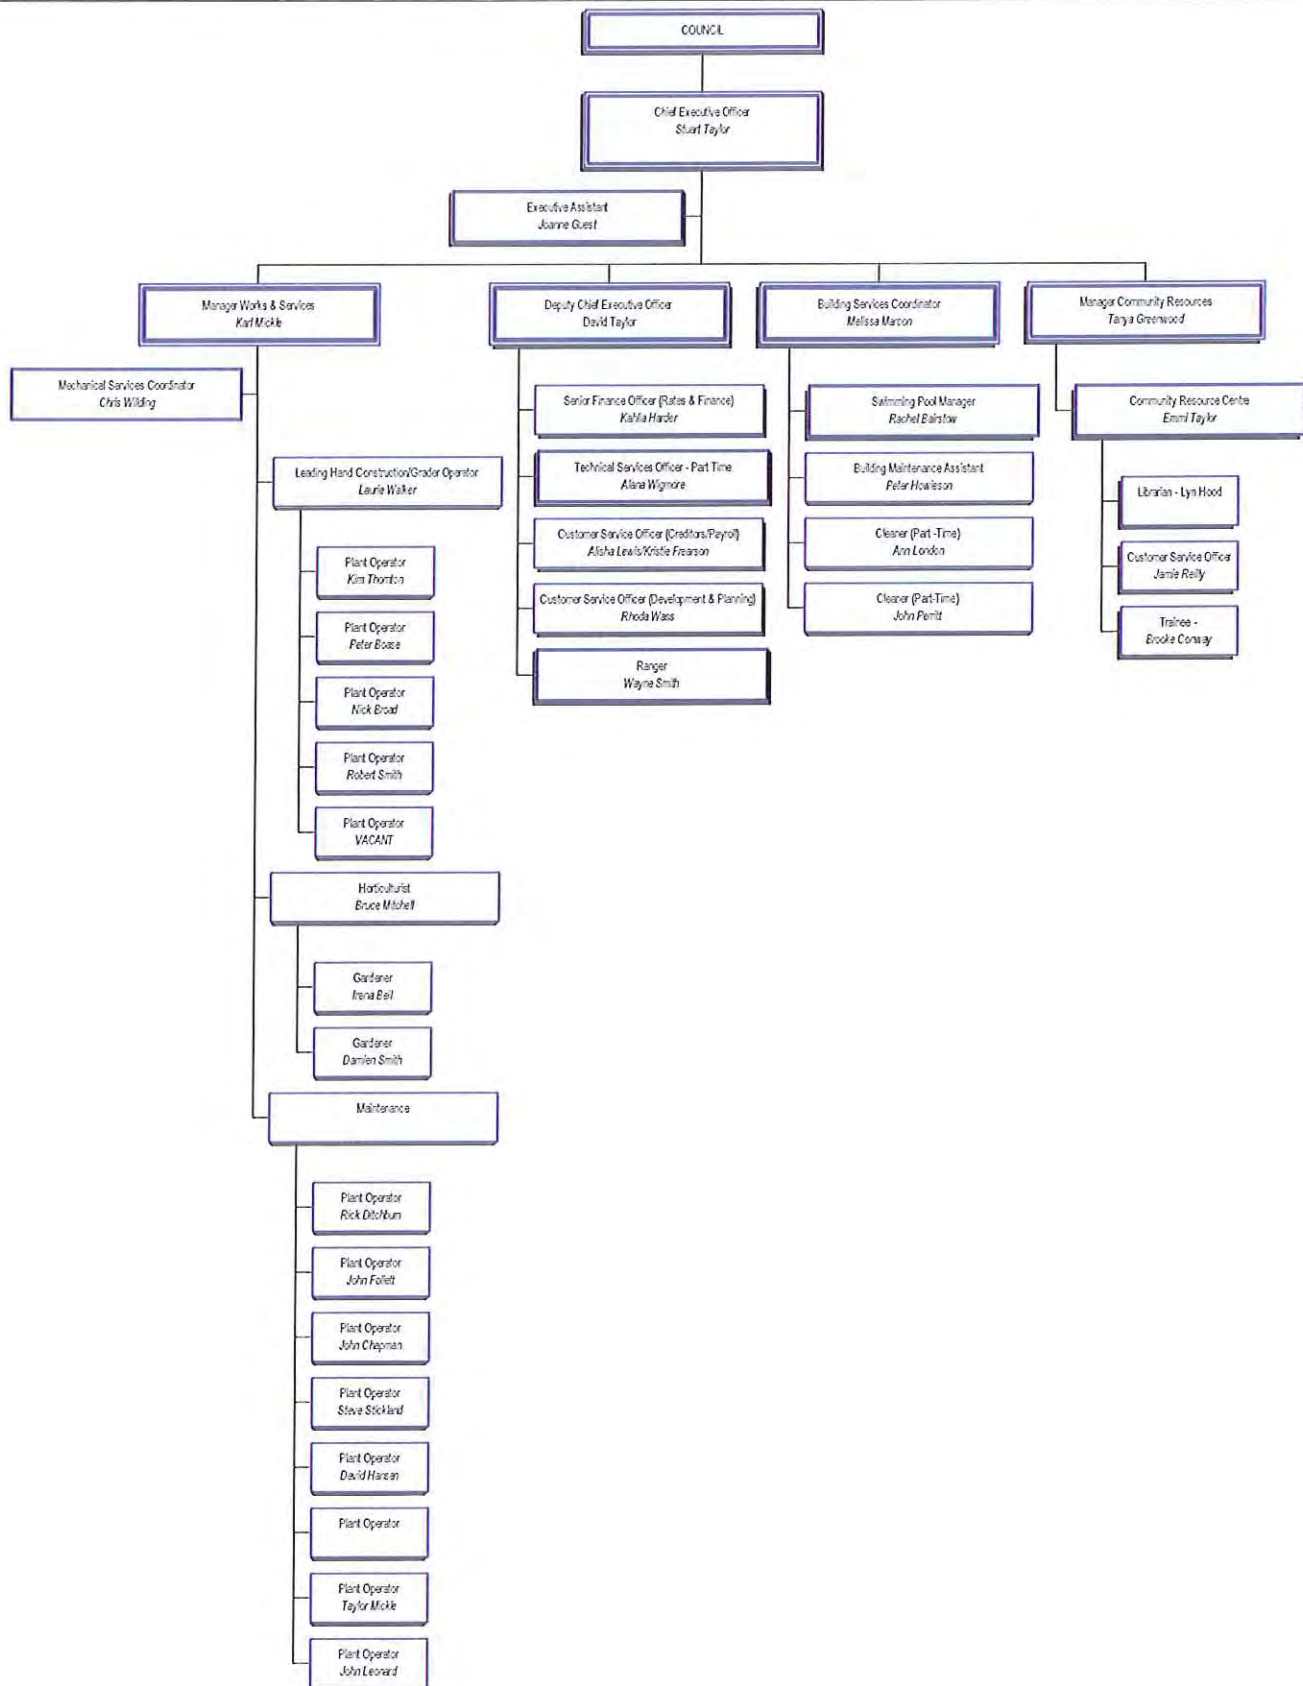 COUNCIL
Chief Executive Officer
Stuart Taylor
Executive Assistant
Joanne Guest
Manager Works & Services
Karl Mickle
Deputy Chief Executive Officer
David Taylor
Building Services Coordinator
Melissa Marcon
Manager Community Resources
Tanya Greenwood
Mechanical Services Coordinator
Chris Wilding
Leading Hand Construction/Grader Operator
Laurie Walker
Plant Operator
Kim Thornton
Plant Operator
Peter Boase
Plant Operator
Nick Broad
Plant Operator
Robert Smith
Plant Operator
VACANT
Horticulturist
Bruce Mitchell
Gardener
Irena Bell
Gardener
Damien Smith
Maintenance
Plant Operator
Rick Ditchburn
Plant Operator
John Follett
Plant Operator
John Chapman
Plant Operator
Steve Stickland
Plant Operator
David Hansen
Plant Operator
Plant Operator
Taylor Mickle
Plant Operator
John Leonard
Senior Finance Officer (Rates & Finance)
Kahlia Harder
Technical Services Officer - Part Time
Alana Wigmore
Customer Service Officer (Creditors/Payroll)
Alisha Lewis/Kristie Frearson
Customer Service Officer (Development & Planning)
Rhoda Wass
Ranger
Wayne Smith
Swimming Pool Manager
Rachel Bairstow
Building Maintenance Assistant
Peter Howieson
Cleaner (Part -Time)
Ann London
Cleaner (Part-Time)
John Perritt
Community Resource Centre
Emmi Taylor
Librarian - Lyn Hood
Customer Service Officer
Jamie Reilly
Trainee -
Brooke Conway